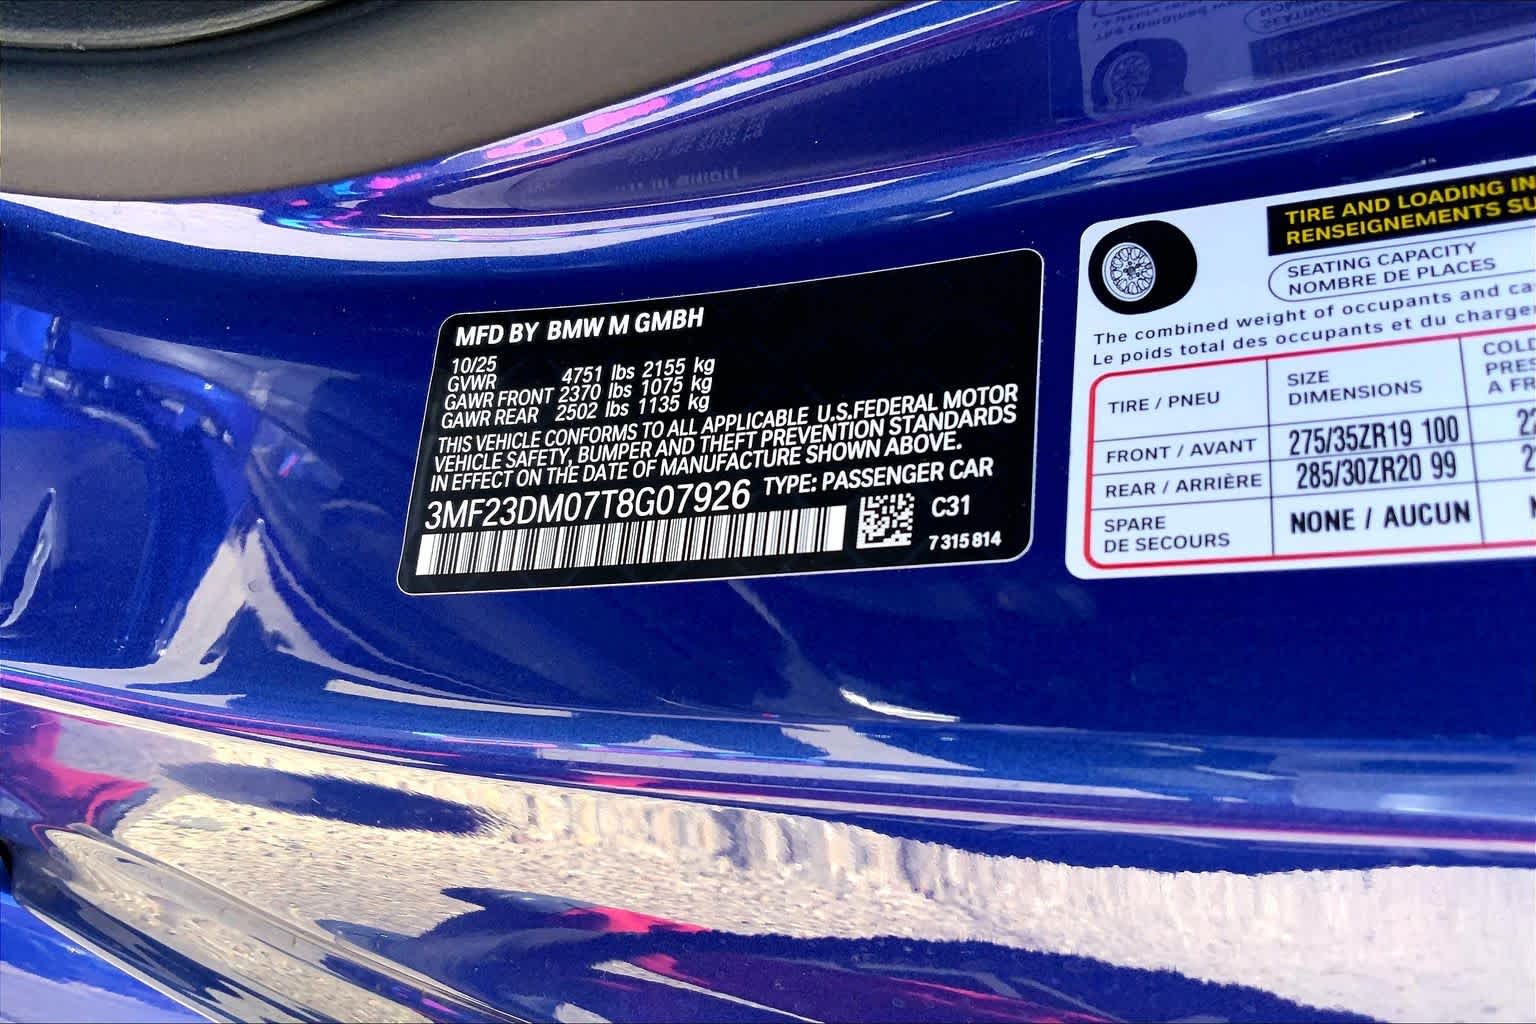 MFD BY BMW M GMBH
10/25
GVWR 4751 lbs 2155 kg
GAWR FRONT 2370 lbs 1075 kg
GAWR REAR 2502 lbs 1135 kg
THIS VEHICLE CONFORMS TO ALL APPLICABLE U.S.FEDERAL MOTOR
VEHICLE SAFETY, BUMPER AND THEFT PREVENTION STANDARDS
IN EFFECT ON THE DATE OF MANUFACTURE SHOWN ABOVE.
3MF23DM07T8G07926 TYPE: PASSENGER CAR
C31
7315814
TIRE AND LOADING IN
RENSEIGNEMENTS SU
SEATING CAPACITY
NOMBRE DE PLACES
The combined weight of occupants and ca
Le poids total des occupants et du charge
TIRE / PNEU
SIZE
DIMENSIONS
COLD
PRES
A FR
FRONT / AVANT 275/35ZR19 100
REAR / ARRIÈRE 285/30ZR20 99
SPARE
DE SECOURS
NONE / AUCUN